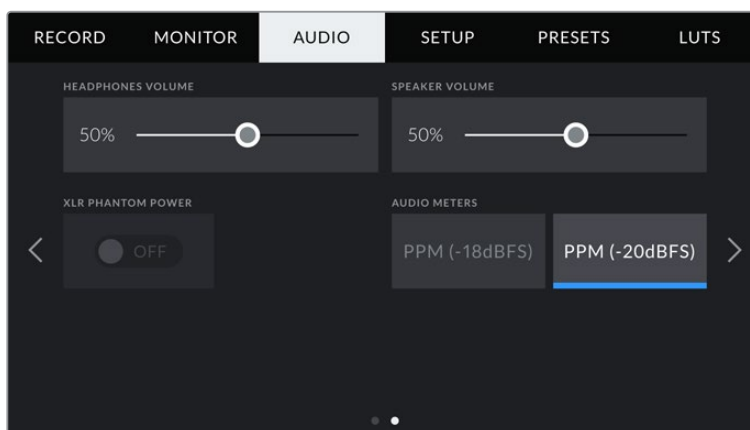 RECORD MONITOR AUDIO SETUP PRESETS LUTS
HEADPHONES VOLUME SPEAKER VOLUME
50% 50%
XLR PHANTOM POWER AUDIO METERS
OFF PPM (-18dBFS) PPM (-20dBFS)